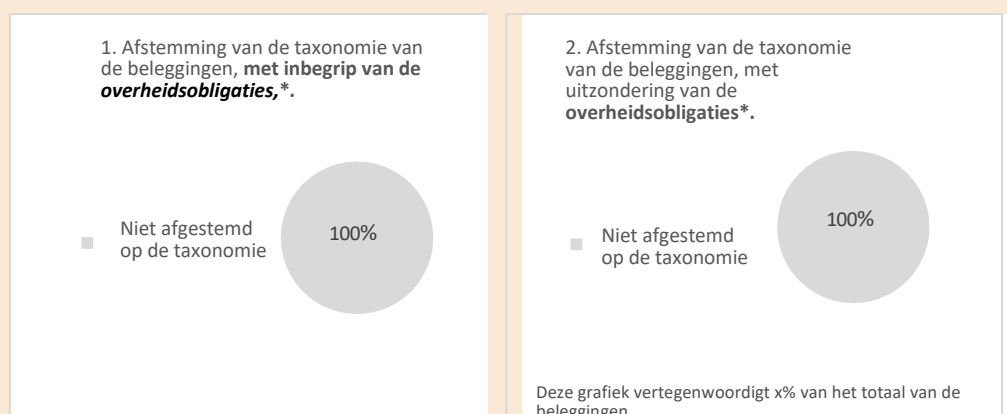 1. Afstemming van de taxonomie van
de beleggingen, met inbegrip van de
overheidsobligaties,*.
Niet afgestemd
op de taxonomie
100%
2. Afstemming van de taxonomie
van de beleggingen, met
uitzondering van de
overheidsobligaties*.
Niet afgestemd
op de taxonomie
100%
Deze grafiek vertegenwoordigt x% van het totaal van de
beleggingen